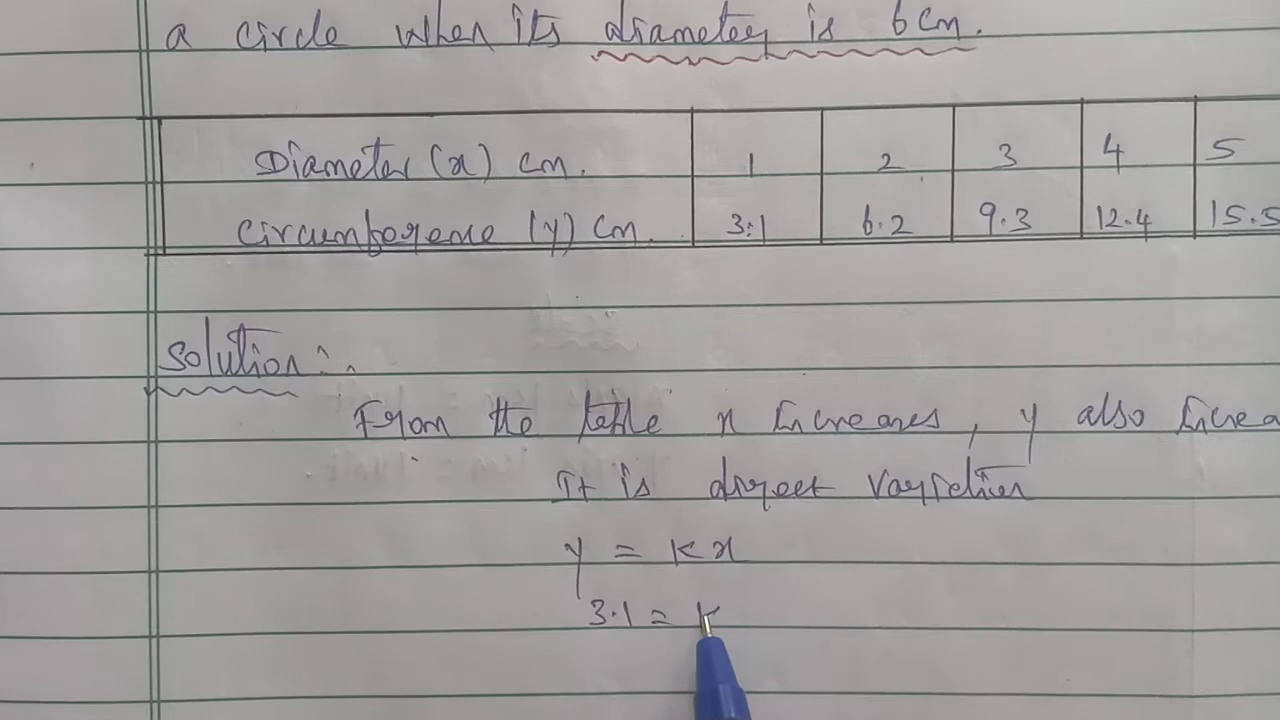 a circle when its diameter is 6cm.
Diameter (x) cm. 1 2 3 4 5
Circumference (y) cm. 3.1 6.2 9.3 12.4 15.5
Solution:.
From the table x increases, y also Increa
It is direct variation
y = kx
3.1 = k